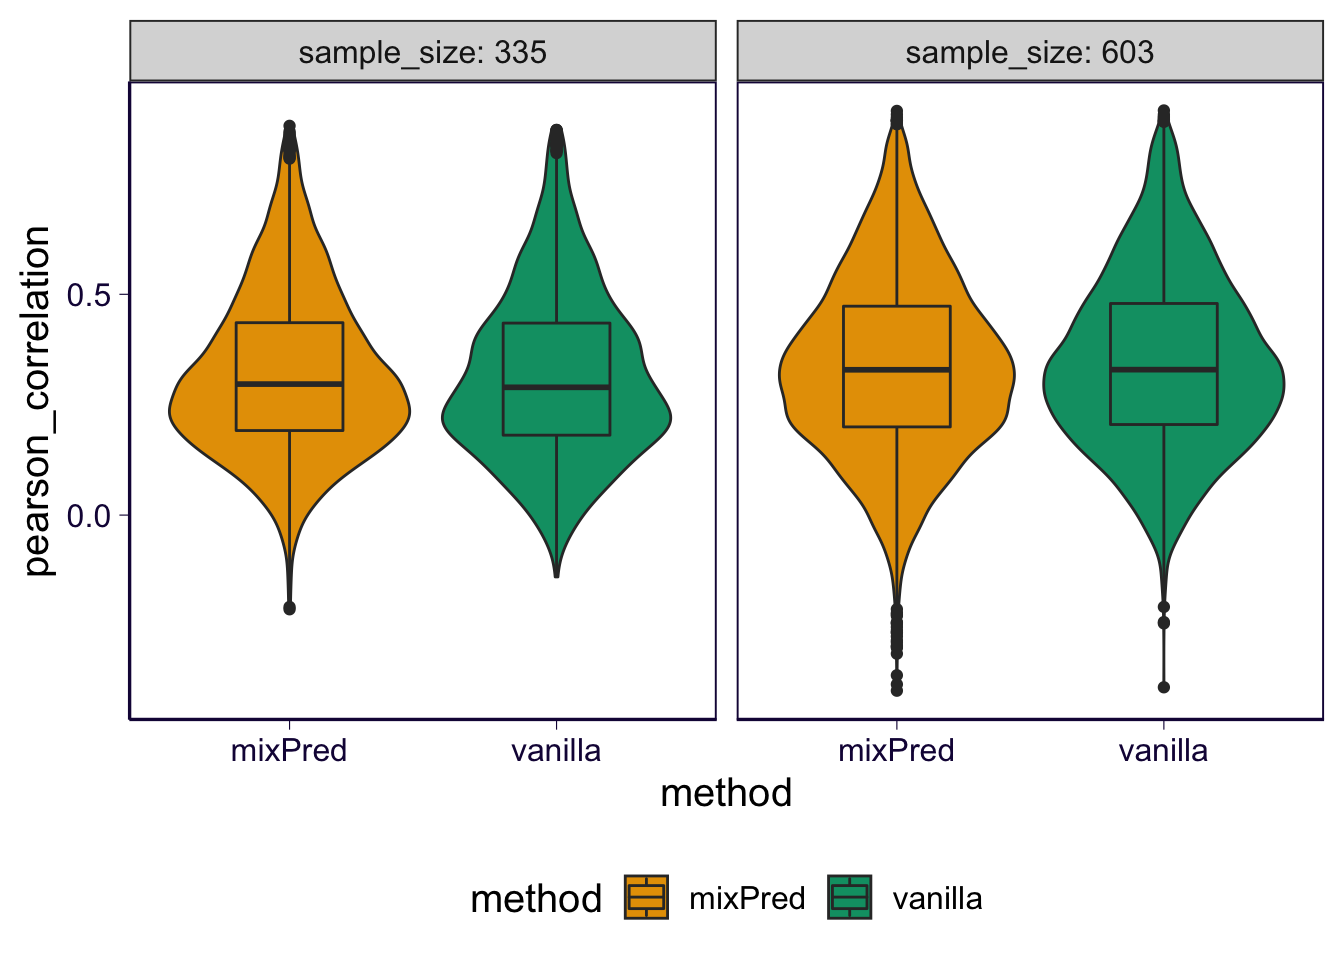 sample_size: 335
sample_size: 603
pearson_correlation
0.5
0.0
mixPred
vanilla
mixPred
vanilla
method
method
mixPred
vanilla